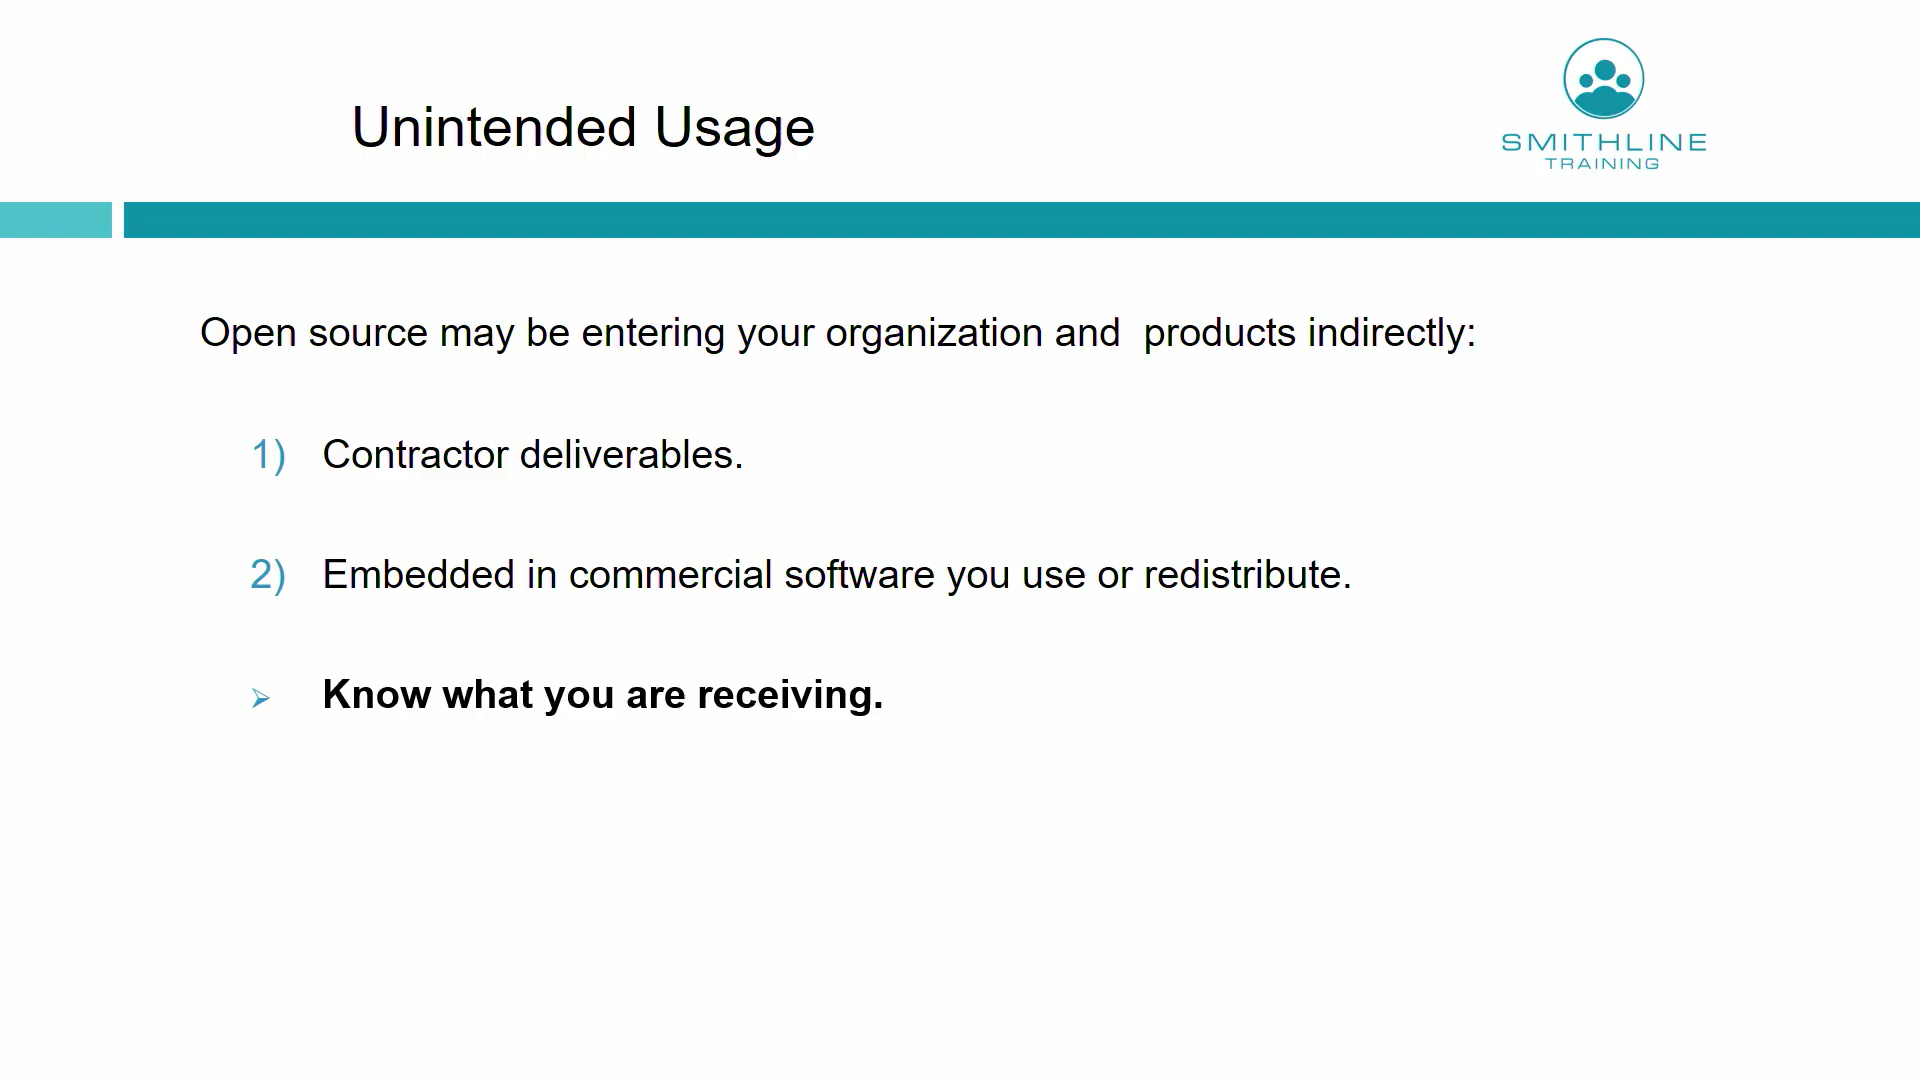 Unintended Usage
SMITHLINE
TRAINING
Open source may be entering your organization and  products indirectly:
1) Contractor deliverables.
2) Embedded in commercial software you use or redistribute.
➢ Know what you are receiving.